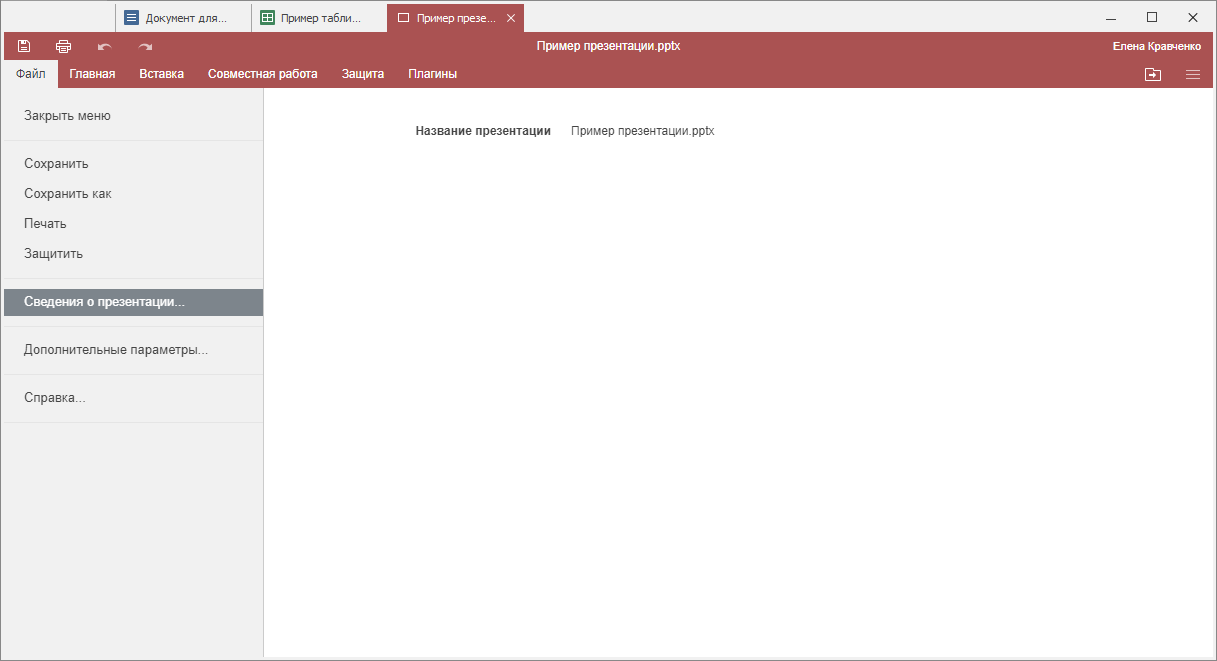 Документ для...
Пример табли...
Пример презе...
Пример презентации.pptx
Елена Кравченко
Файл
Главная
Вставка
Совместная работа
Защита
Плагины
Закрыть меню
Сохранить
Сохранить как
Печать
Защитить
Сведения о презентации...
Дополнительные параметры...
Справка...
Название презентации
Пример презентации.pptx